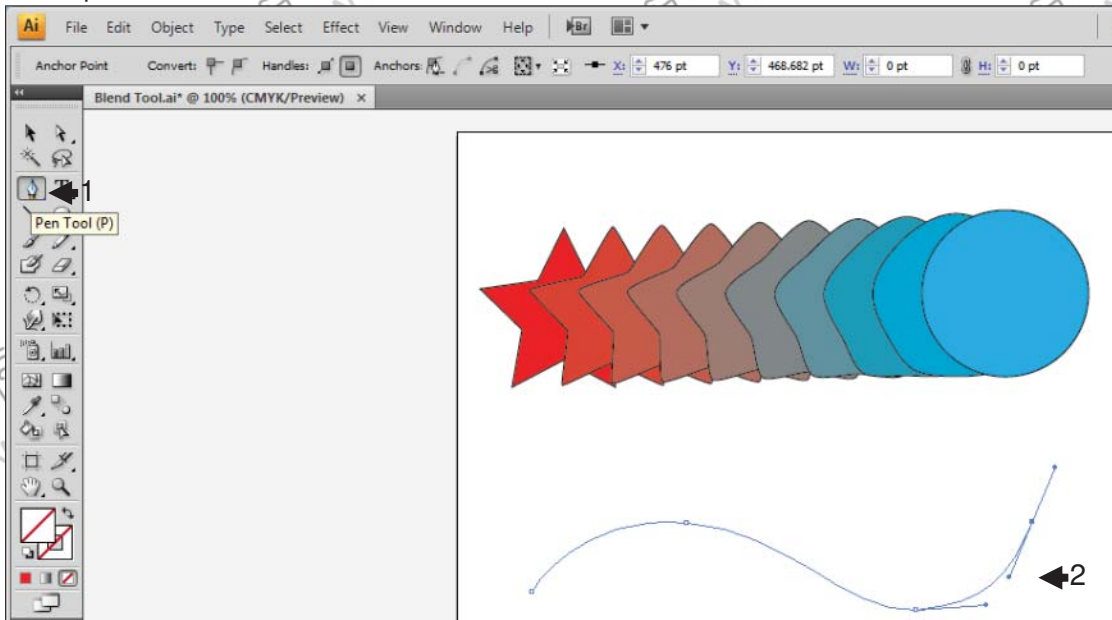 Ai File Edit Object Type Select Effect View Window Help Br
Anchor Point Convert: Handles: Anchors: X: 476 pt Y: 468.682 pt W: 0 pt H: 0 pt
Blend Tool.ai* @ 100% (CMYK/Preview) ×
1
Pen Tool (P)
2